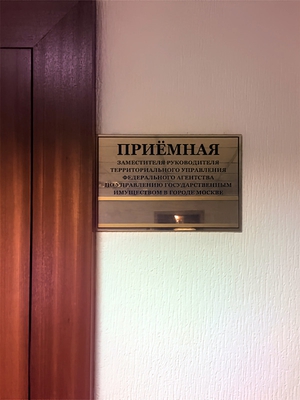 ПРИЁМНАЯ
ЗАМЕСТИТЕЛЯ РУКОВОДИТЕЛЯ
ТЕРРИТОРИАЛЬНОГО УПРАВЛЕНИЯ
ФЕДЕРАЛЬНОГО АГЕНТСТВА
ПО УПРАВЛЕНИЮ ГОСУДАРСТВЕННЫМ
ИМУЩЕСТВОМ В ГОРОДЕ МОСКВЕ